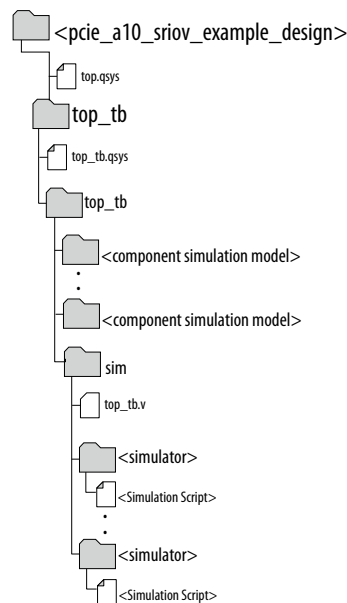 <pcie_a10_sriov_example_design>
top.qsys
top_tb
top_tb.qsys
top_tb
<component simulation model>
<component simulation model>
sim
top_tb.v
<simulator>
<Simulation Script>
<simulator>
<Simulation Script>